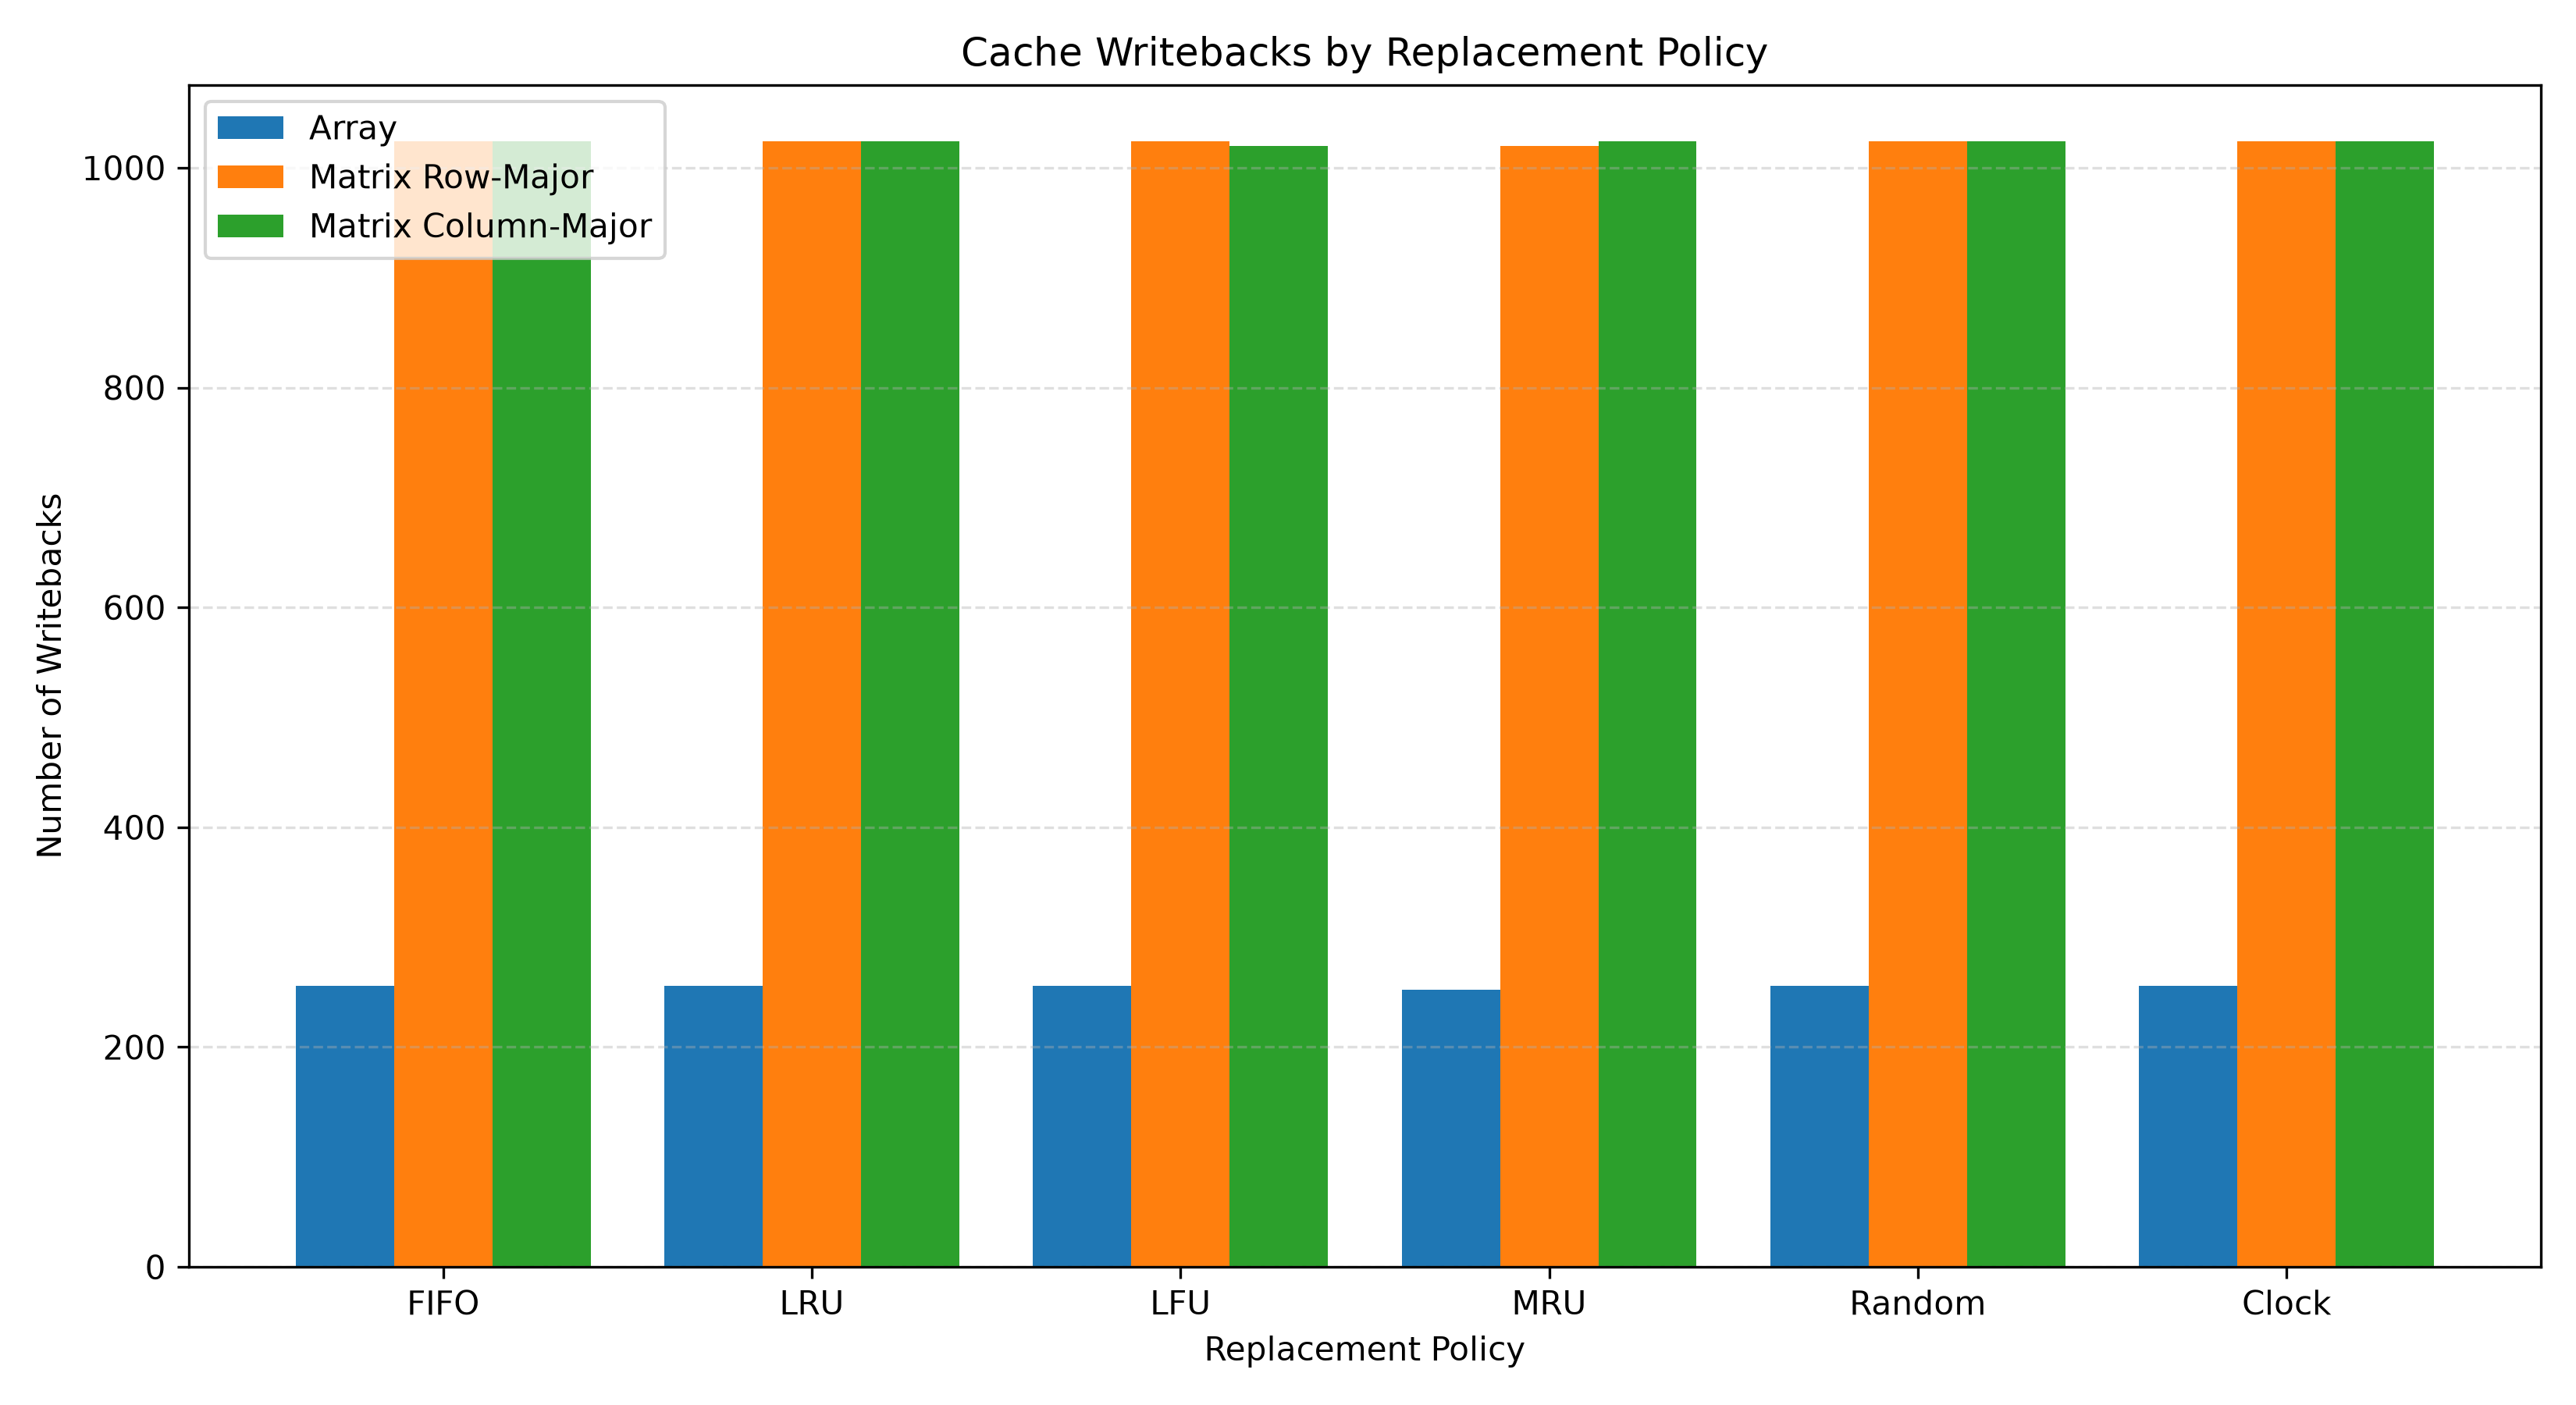 Cache Writebacks by Replacement Policy
Array
Matrix Row-Major
Matrix Column-Major
Number of Writebacks
1000
800
600
400
200
0
FIFO LRU LFU MRU Random Clock
Replacement Policy